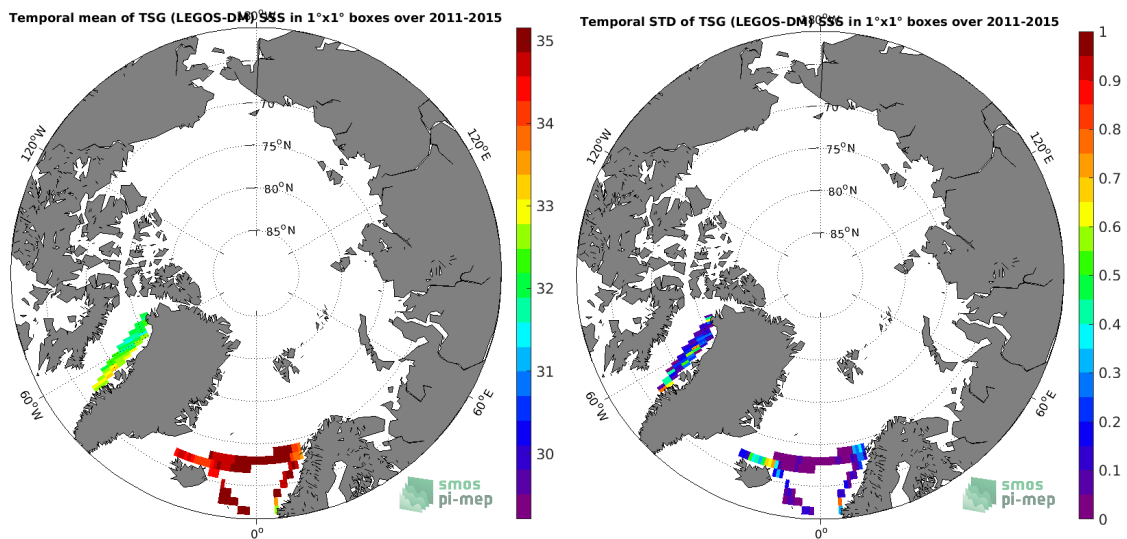 Temporal mean of TSG (LEGOS-DM) SSS in 1°x1° boxes over 2011-2015
180°W
120°W
120°E
70
75°N
80°N
85°N
60°W
60°E
0°
35
34
33
32
31
30
smos
pi-mep
Temporal STD of TSG (LEGOS-DM) SSS in 1°x1° boxes over 2011-2015
180°W
120°W
120°E
70
75°N
80°N
85°N
60°W
60°E
0°
1
0.9
0.8
0.7
0.6
0.5
0.4
0.3
0.2
0.1
0
smos
pi-mep